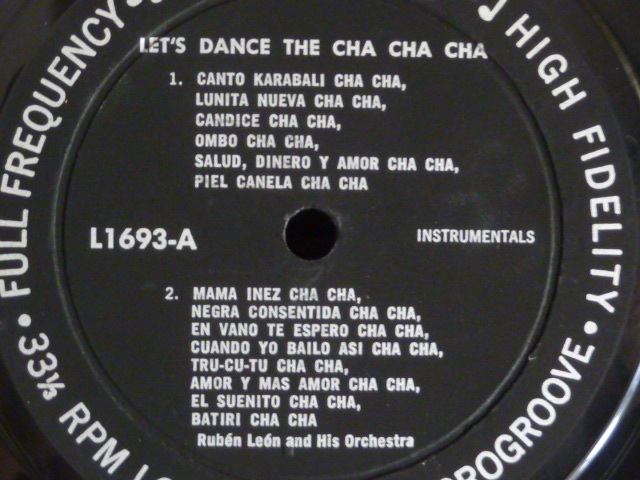 LET'S DANCE THE CHA CHA CHA
1. CANTO KARABALI CHA CHA,
LUNITA NUEVA CHA CHA,
CANDICE CHA CHA,
OMBO CHA CHA,
SALUD, DINERO Y AMOR CHA CHA,
PIEL CANELA CHA CHA
L1693-A
INSTRUMENTALS
2. MAMA INEZ CHA CHA,
NEGRA CONSENTIDA CHA CHA,
EN VANO TE ESPERO CHA CHA,
CUANDO YO BAILO ASI CHA CHA,
TRU-CU-TU CHA CHA,
AMOR Y MAS AMOR CHA CHA,
EL SUENITO CHA CHA,
BATIRI CHA CHA
Rubén León and His Orchestra
FULL FREQUENCY •
HIGH FIDELITY •
• 33⅓ RPM